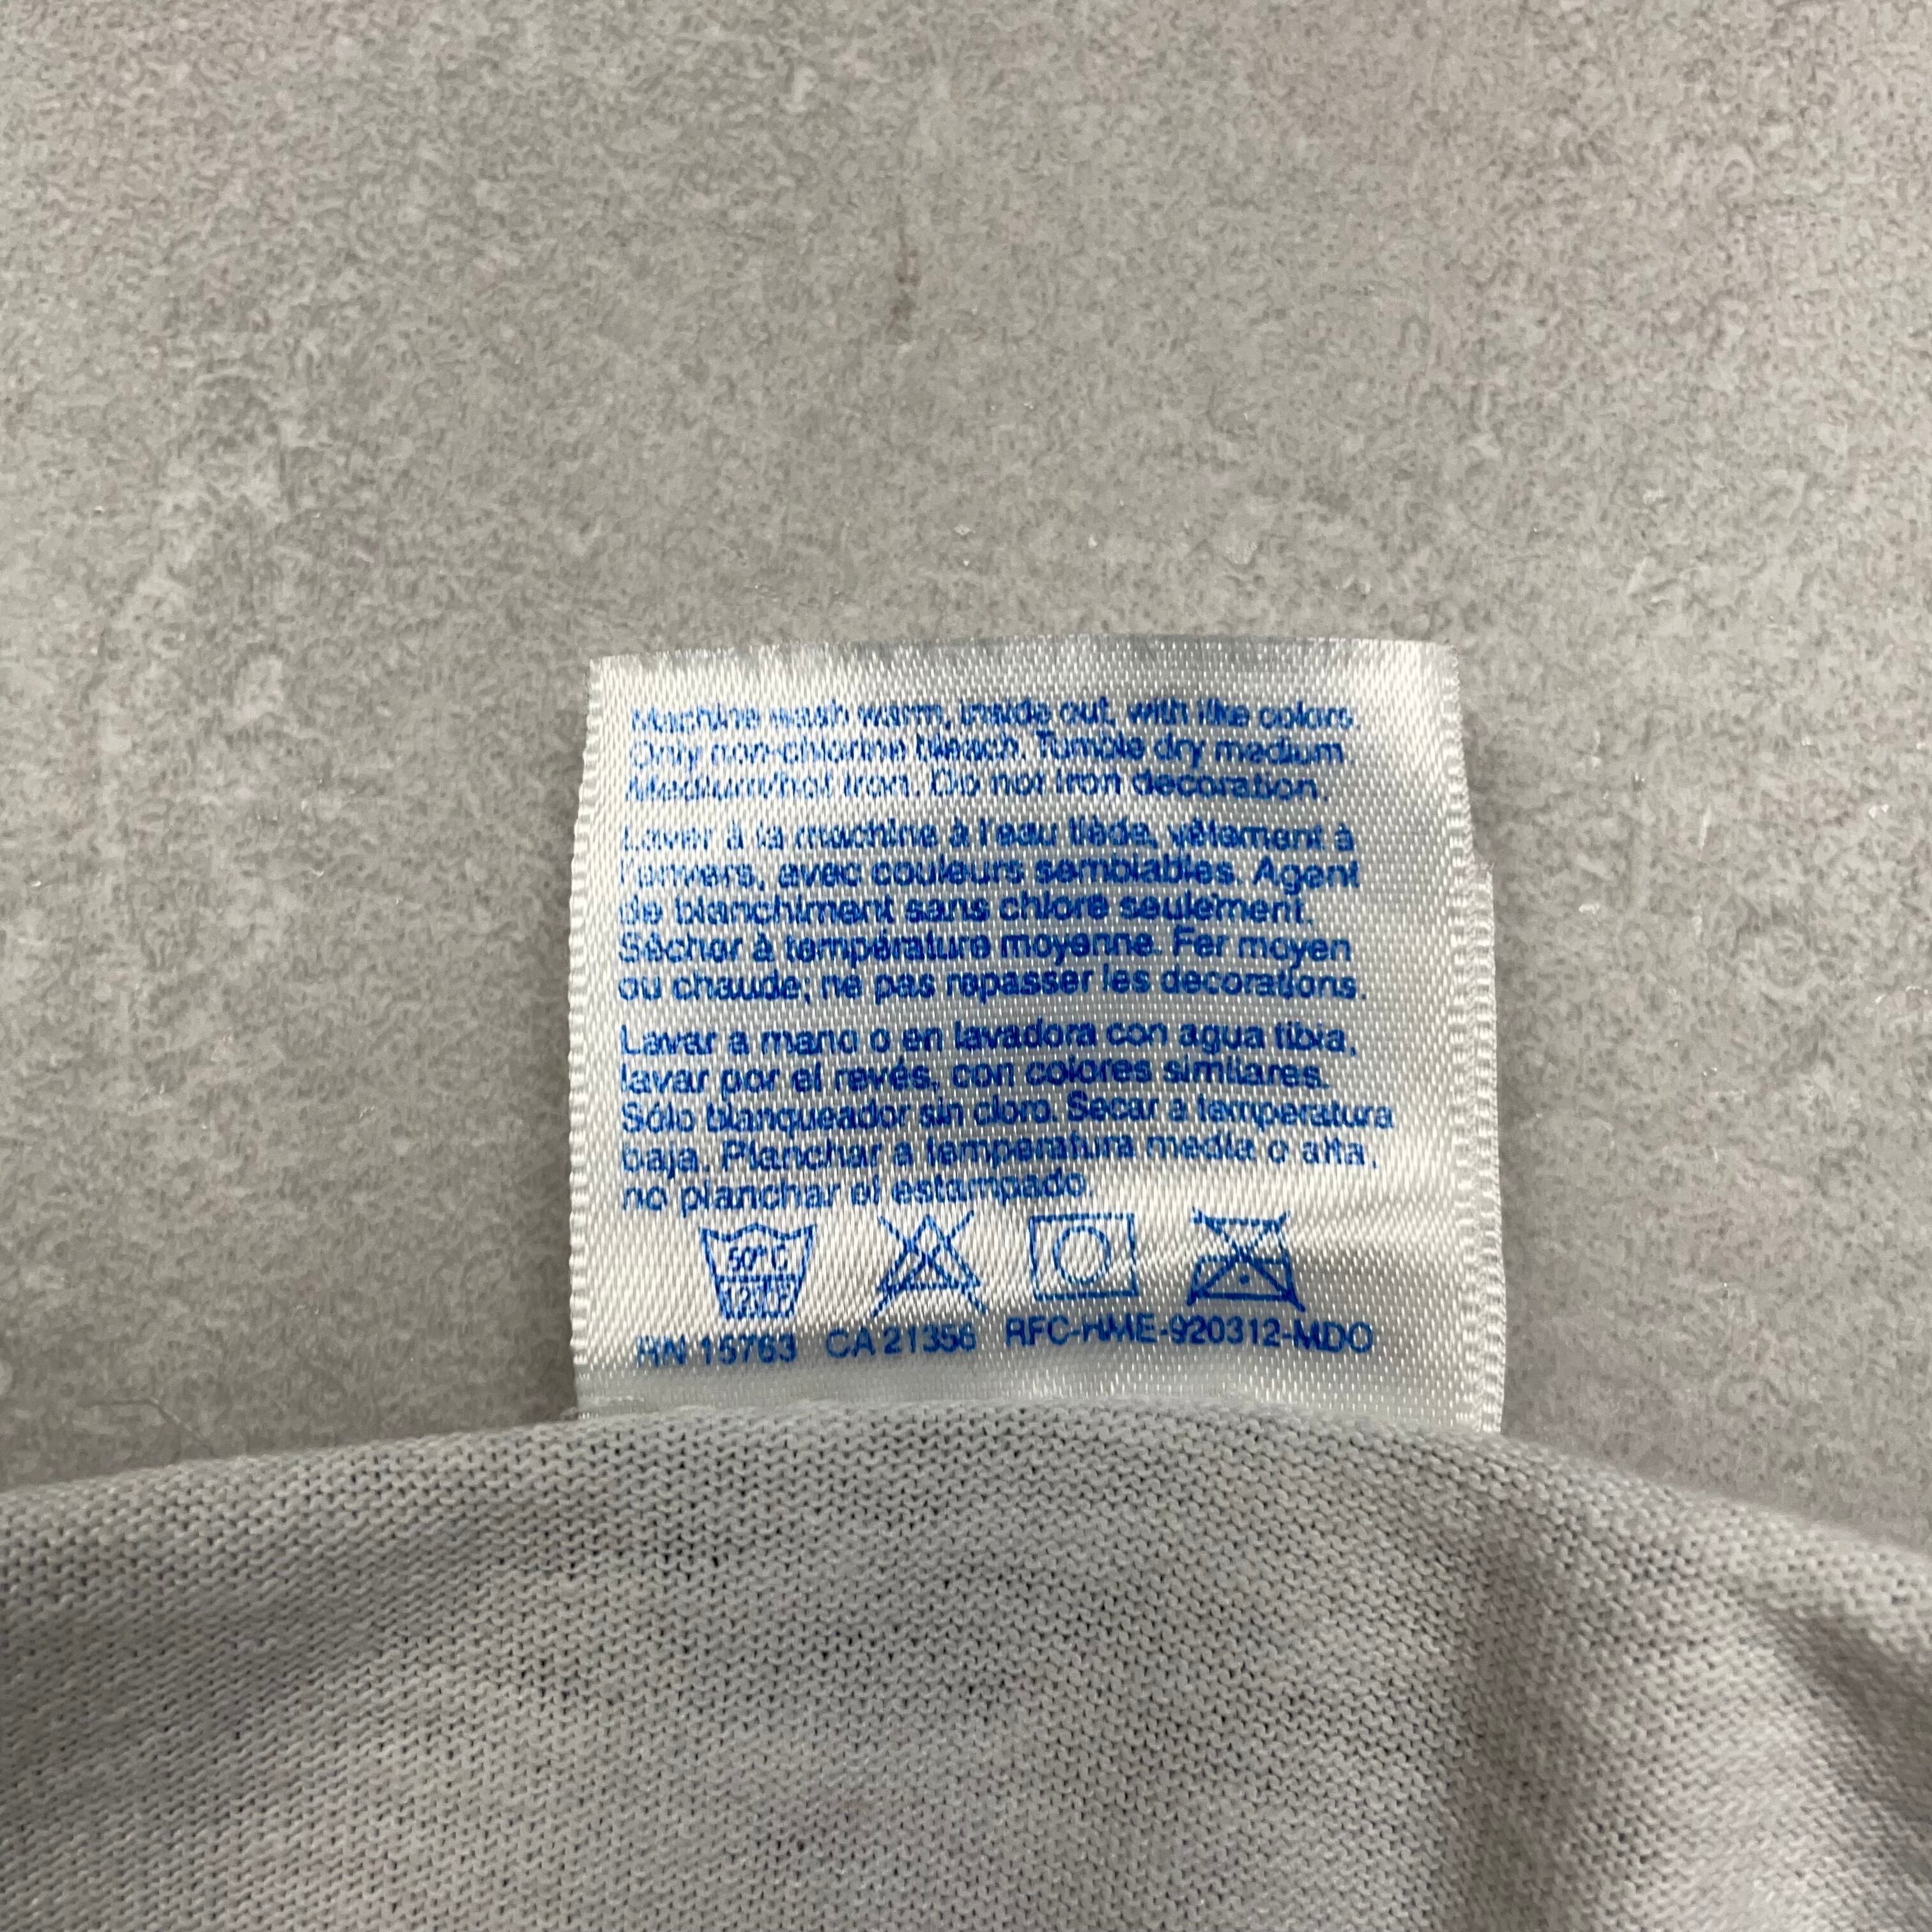 Machine wash warm, inside out, with like colors.
Only non-chlorine bleach. Tumble dry medium.
Medium/hot iron. Do not iron decoration.
Laver à la machine à l'eau tiède, vêtement à
l'envers, avec couleurs semblables. Agent
de blanchiment sans chlore seulement.
Sécher à température moyenne. Fer moyen
ou chaude, ne pas repasser les decorations.
Lavar a mano o en lavadora con agua tibia,
lavar por el revés, con colores similares.
Sólo blanqueador sin cloro. Secar a temperatura
baja. Planchar a temperatura media o alta,
no planchar el estampado.
50°C
120°F
RN 15763 CA 21356 RFC-HME-920312-MDO